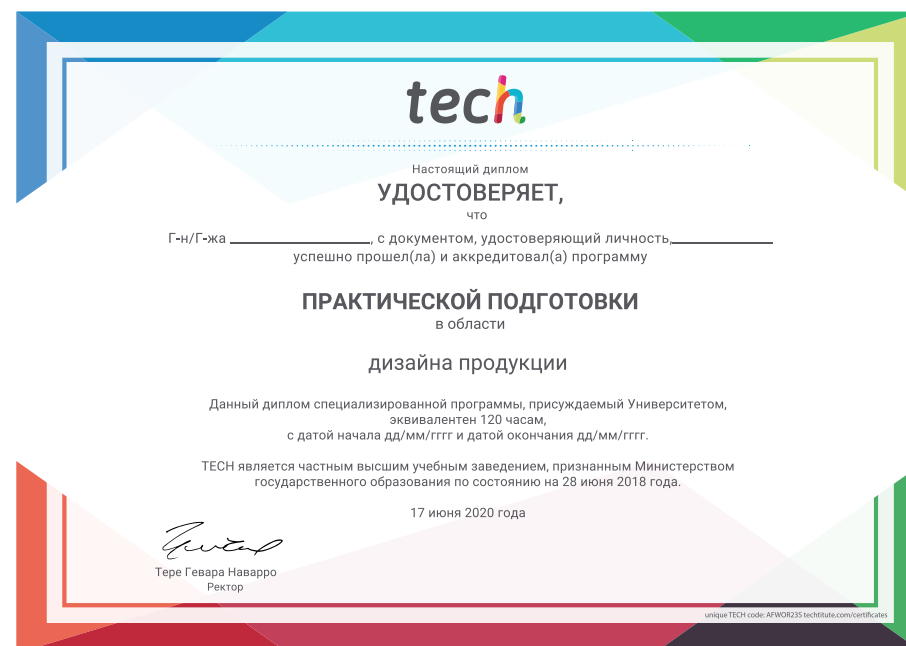 tech
Настоящий диплом
УДОСТОВЕРЯЕТ,
что
Г-н/Г-жа ____________________, с документом, удостоверяющий личность,______________
успешно прошел(ла) и аккредитовал(а) программу
ПРАКТИЧЕСКОЙ ПОДГОТОВКИ
в области
дизайна продукции
Данный диплом специализированной программы, присуждаемый Университетом,
эквивалентен 120 часам,
с датой начала дд/мм/гггг и датой окончания дд/мм/гггг.
TECH является частным высшим учебным заведением, признанным Министерством
государственного образования по состоянию на 28 июня 2018 года.
17 июня 2020 года
Тере Гевара Наварро
Ректор
unique TECH code: AFWOR23S techtitute.com/certificates